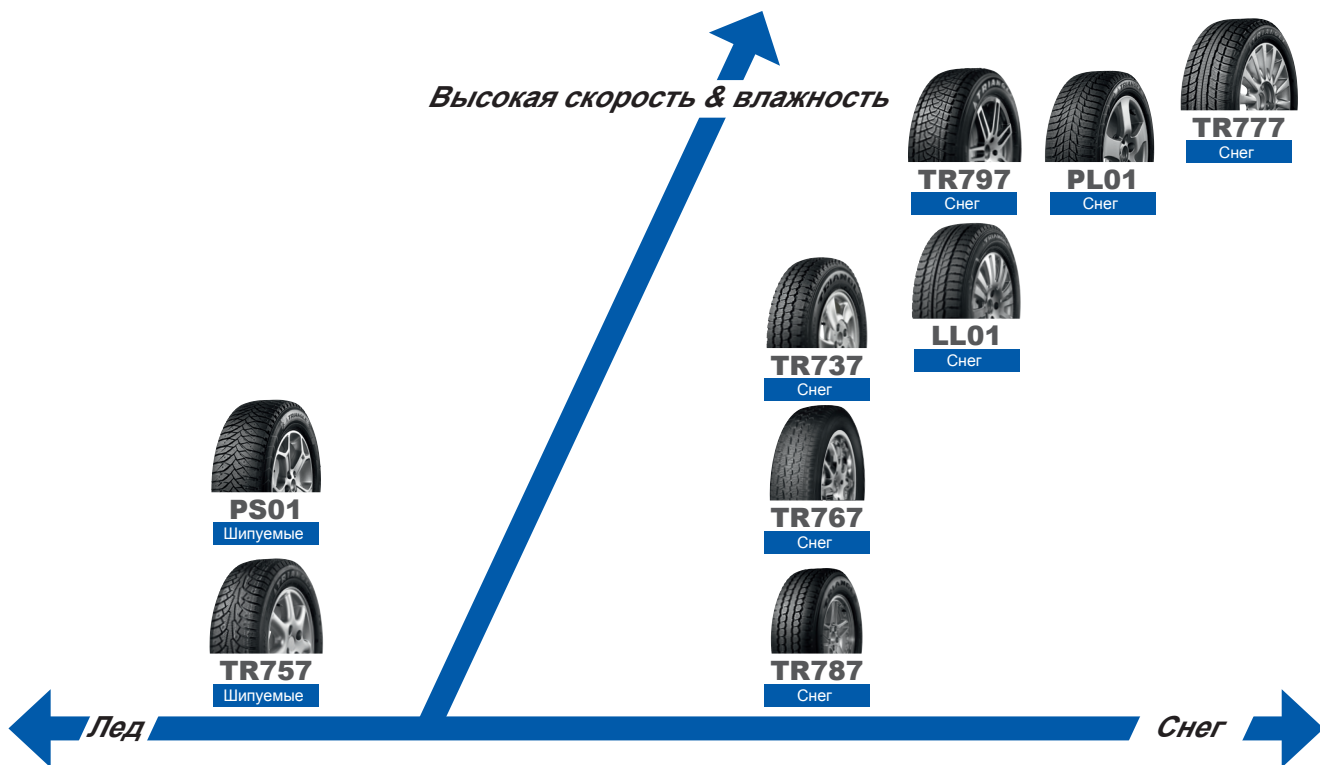 Высокая скорость & влажность
TR777
Снег
TR797
Снег
PL01
Снег
LL01
Снег
TR737
Снег
PS01
Шипуемые
TR767
Снег
TR757
Шипуемые
TR787
Снег
Лед
Снег